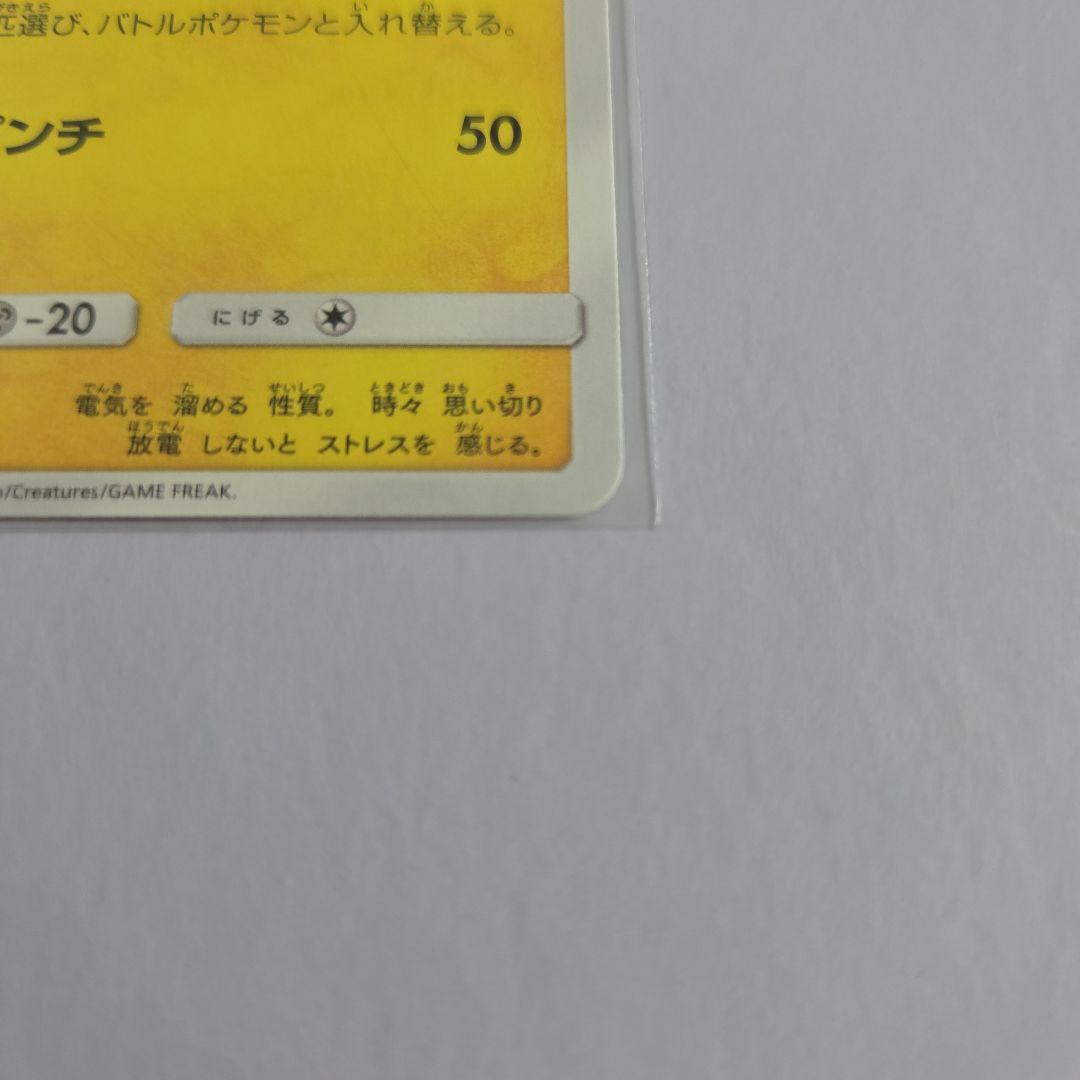 匹選び、バトルポケモンと入れ替える。
ンチ 50
-20 にげる
電気を 溜める 性質。 時々 思い切り
放電 しないと ストレスを 感じる。
/Creatures/GAME FREAK.